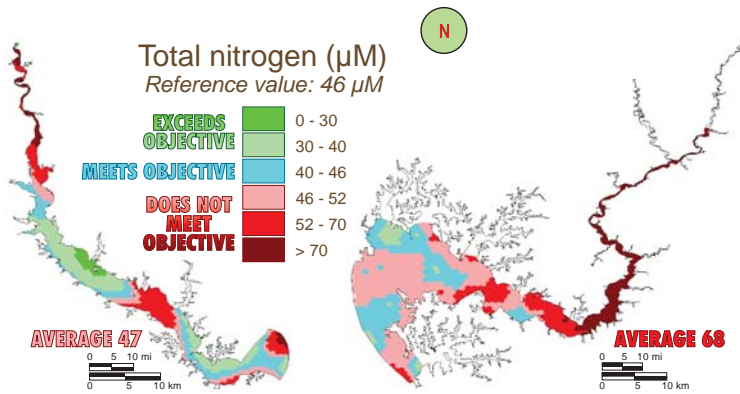 N
Total nitrogen (µM)
Reference value: 46 µM
EXCEEDS
OBJECTIVE
MEETS OBJECTIVE
DOES NOT
MEET
OBJECTIVE
0 - 30
30 - 40
40 - 46
46 - 52
52 - 70
> 70
AVERAGE 47
0 5 10 mi
0 5 10 km
AVERAGE 68
0 5 10 mi
0 5 10 km